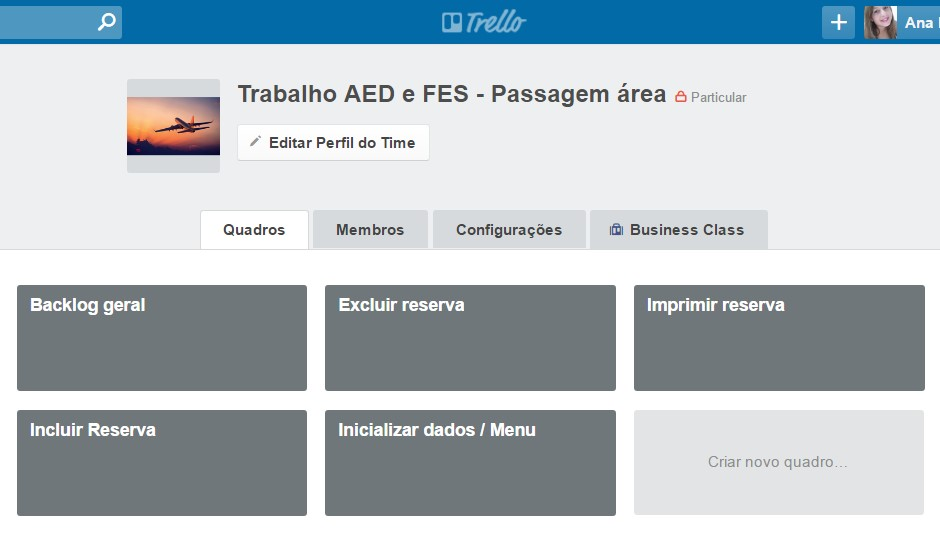 Trello
Ana
Trabalho AED e FES - Passagem área
Particular
Editar Perfil do Time
Quadros
Membros
Configurações
Business Class
Backlog geral
Excluir reserva
Imprimir reserva
Incluir Reserva
Inicializar dados / Menu
Criar novo quadro...